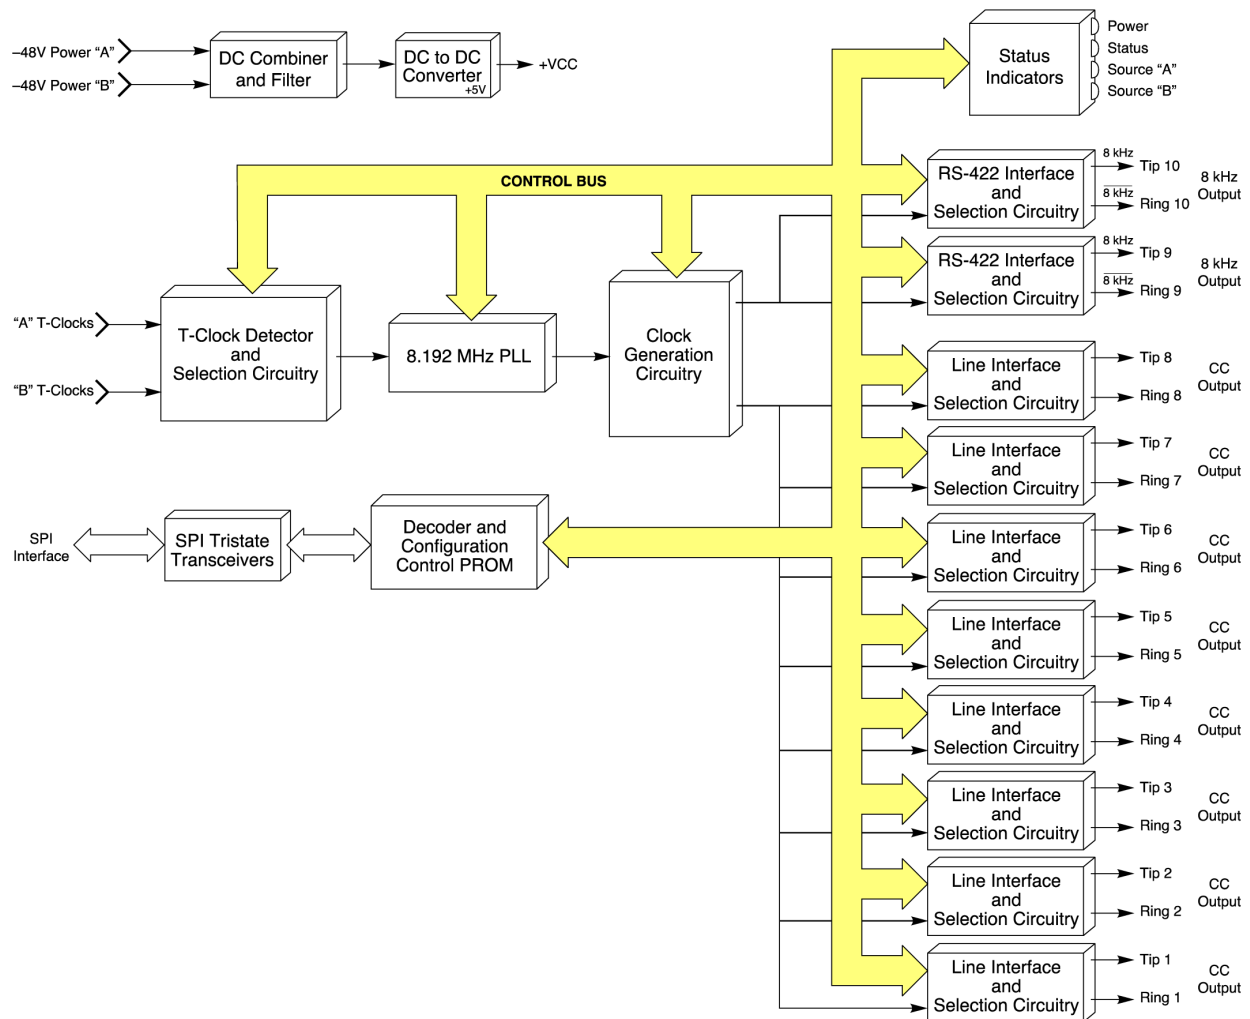 –48V Power “A”
–48V Power “B”
DC Combiner
and Filter
DC to DC
Converter
+5V
+VCC
Status
Indicators
Power
Status
Source “A”
Source “B”
CONTROL BUS
“A” T-Clocks
“B” T-Clocks
T-Clock Detector
and
Selection Circuitry
8.192 MHz PLL
Clock
Generation
Circuitry
SPI
Interface
SPI Tristate
Transceivers
Decoder and
Configuration
Control PROM
RS-422 Interface
and
Selection Circuitry
8 kHz
Tip 10
8 kHz
Ring 10
8 kHz
Output
RS-422 Interface
and
Selection Circuitry
8 kHz
Tip 9
8 kHz
Ring 9
8 kHz
Output
Line Interface
and
Selection Circuitry
Tip 8
Ring 8
CC
Output
Line Interface
and
Selection Circuitry
Tip 7
Ring 7
CC
Output
Line Interface
and
Selection Circuitry
Tip 6
Ring 6
CC
Output
Line Interface
and
Selection Circuitry
Tip 5
Ring 5
CC
Output
Line Interface
and
Selection Circuitry
Tip 4
Ring 4
CC
Output
Line Interface
and
Selection Circuitry
Tip 3
Ring 3
CC
Output
Line Interface
and
Selection Circuitry
Tip 2
Ring 2
CC
Output
Line Interface
and
Selection Circuitry
Tip 1
Ring 1
CC
Output